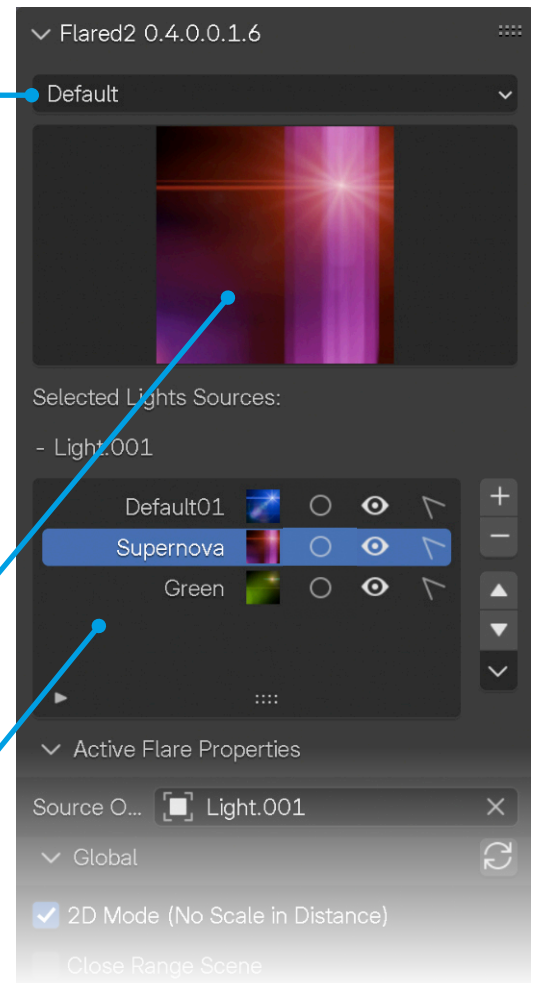 Flared2 0.4.0.0.1.6
Default
Selected Lights Sources:
- Light.001
Default01
Supernova
Green
Active Flare Properties
Source O... Light.001
Global
2D Mode (No Scale in Distance)
Close Range Scene